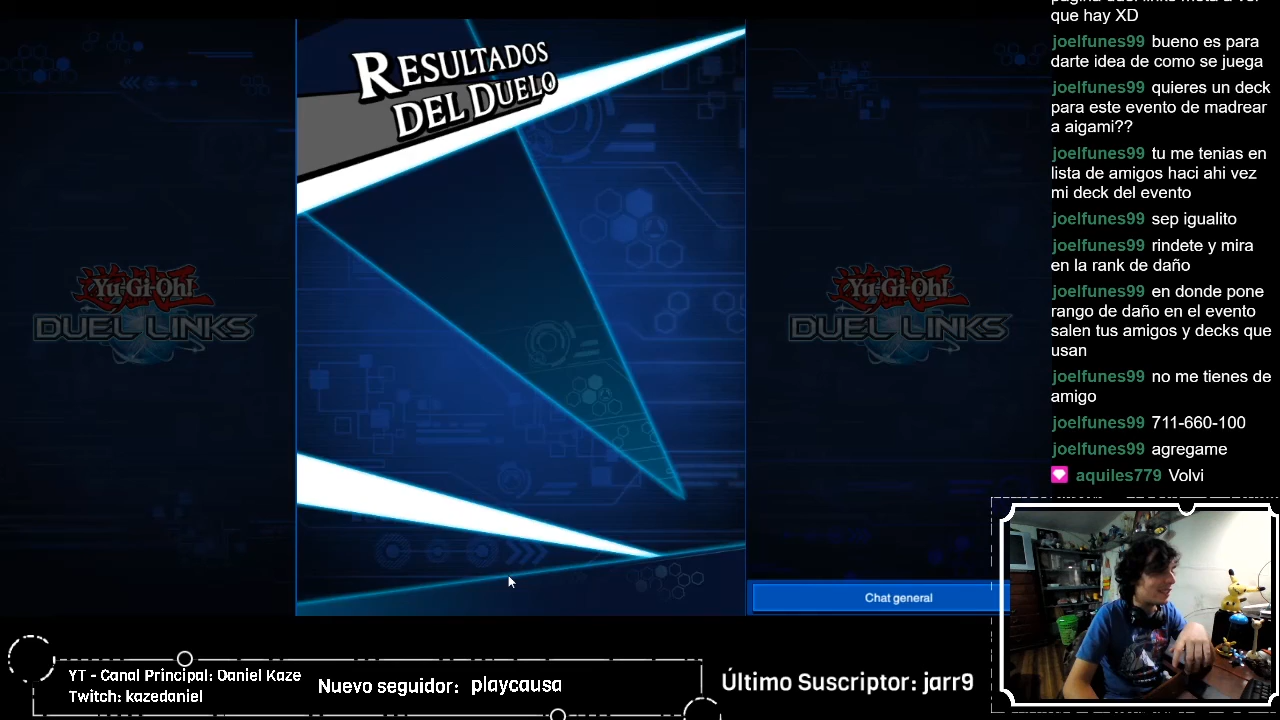 RESULTADOS
DEL DUELO
Yu-Gi-Oh!
DUEL LINKS
Yu-Gi-Oh!
DUEL LINKS
Chat general
que hay XD
joelfunes99 bueno es para
darte idea de como se juega
joelfunes99 quieres un deck
para este evento de madrear
a aigami??
joelfunes99 tu me tenias en
lista de amigos haci ahi vez
mi deck del evento
joelfunes99 sep igualito
joelfunes99 rindete y mira
en la rank de daño
joelfunes99 en donde pone
rango de daño en el evento
salen tus amigos y decks que
usan
joelfunes99 no me tienes de
amigo
joelfunes99 711-660-100
joelfunes99 agregame
aquiles779 Volvi
YT - Canal Principal: Daniel Kaze
Twitch: kazedaniel
Nuevo seguidor: playcausa
Último Suscriptor: jarr9